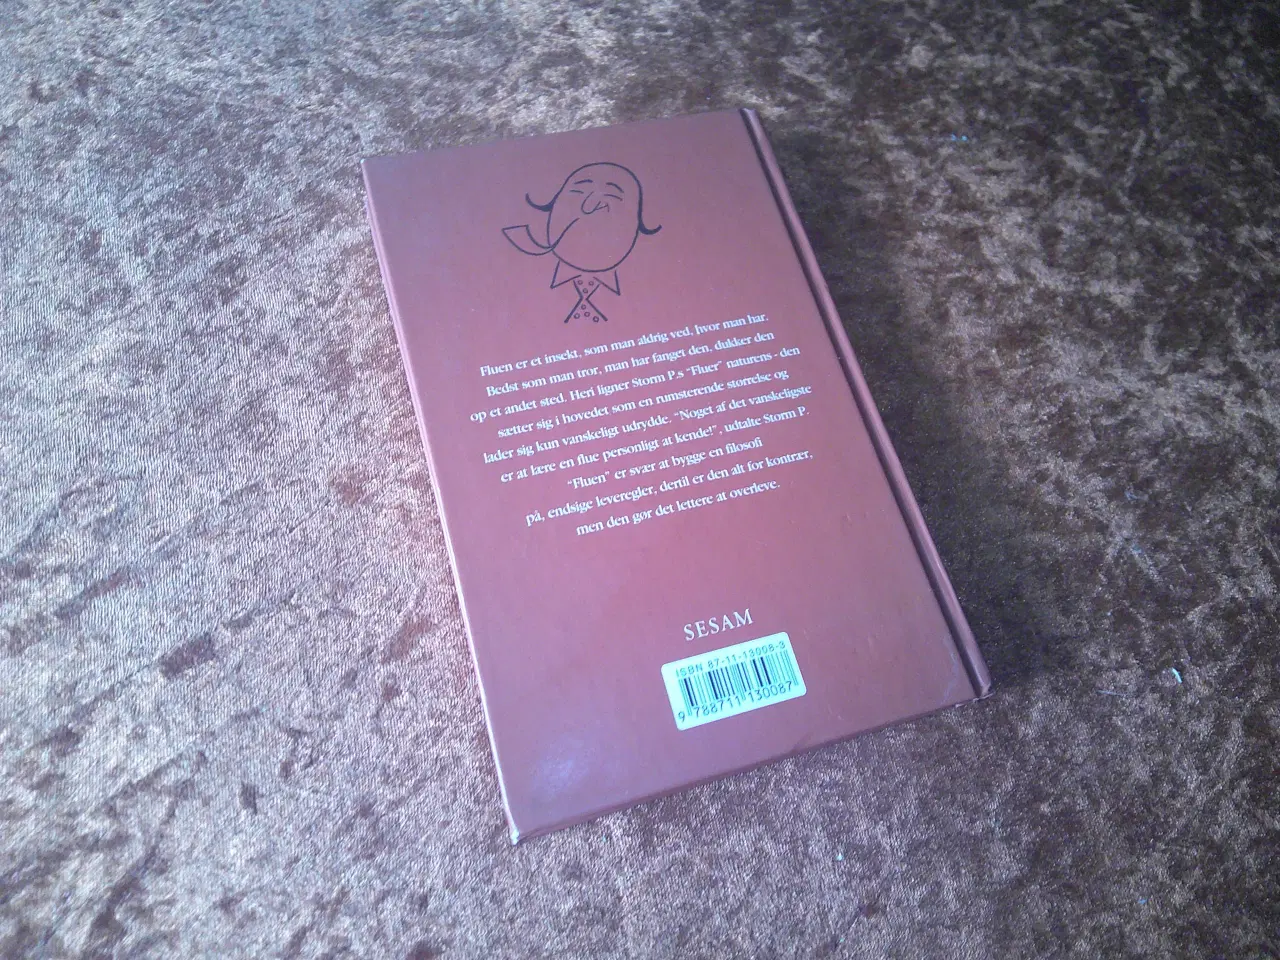 Fluen er et insekt, som man aldrig ved, hvor man har.
Bedst som man tror, man har fanget den, dukker den
op et andet sted. Heri ligner Storm P.s "Fluer" naturens - den
sætter sig i hovedet som en rumsterende størrelse og
lader sig kun vanskeligt udrydde. "Noget af det vanskeligste
er at lære en flue personligt at kende!", udtalte Storm P.
"Fluen" er svær at bygge en filosofi
på, endsige leveregler, dertil er den alt for kontrær,
men den gør det lettere at overleve.
SESAM
ISBN 87-11-13008-3
9 788711 130087